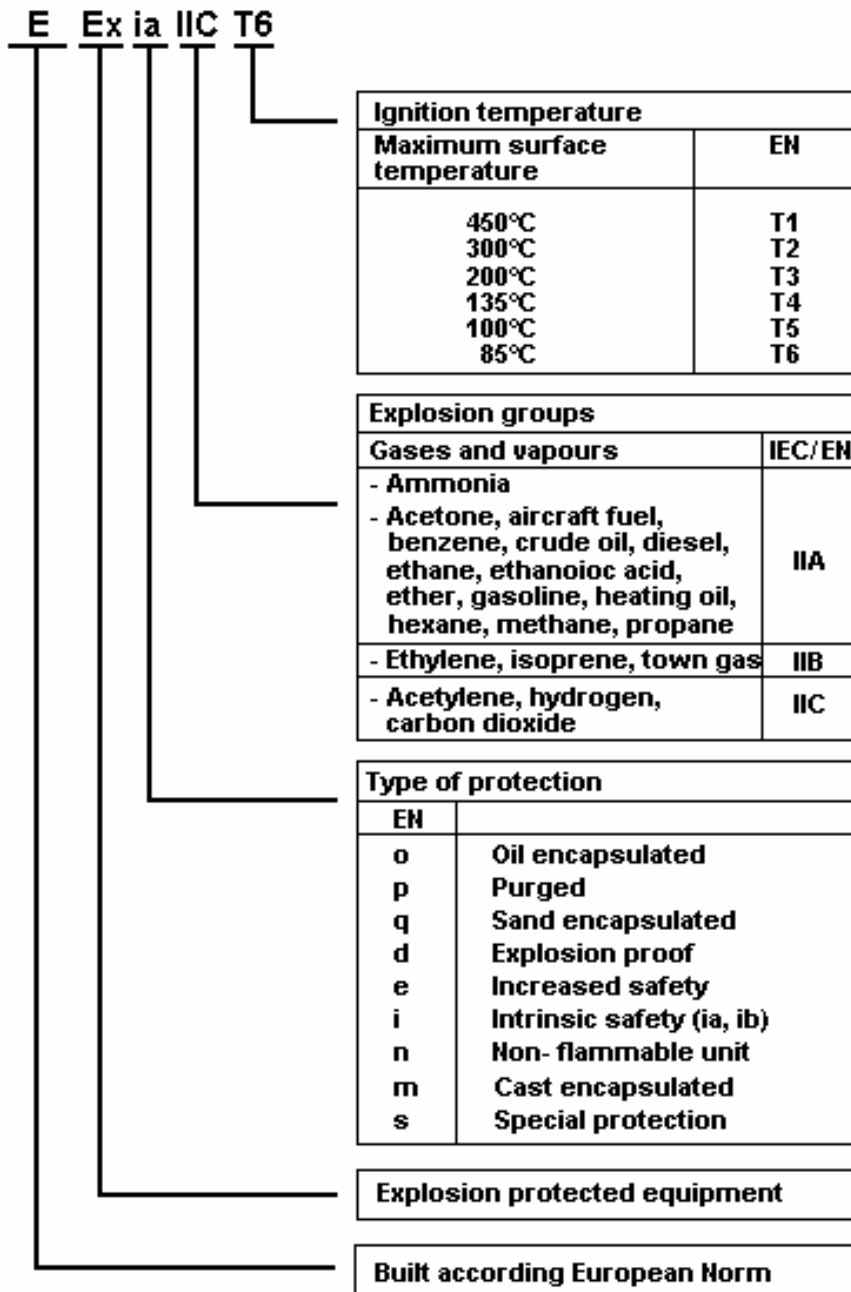 E Ex ia IIC T6
Ignition temperature
Maximum surface EN
temperature
450°C T1
300°C T2
200°C T3
135°C T4
100°C T5
85°C T6
Explosion groups
Gases and vapours IEC/EN
- Ammonia
- Acetone, aircraft fuel,
benzene, crude oil, diesel,
ethane, ethanoioc acid, IIA
ether, gasoline, heating oil,
hexane, methane, propane
- Ethylene, isoprene, town gas IIB
- Acetylene, hydrogen, IIC
carbon dioxide
Type of protection
EN
o Oil encapsulated
p Purged
q Sand encapsulated
d Explosion proof
e Increased safety
i Intrinsic safety (ia, ib)
n Non- flammable unit
m Cast encapsulated
s Special protection
Explosion protected equipment
Built according European Norm